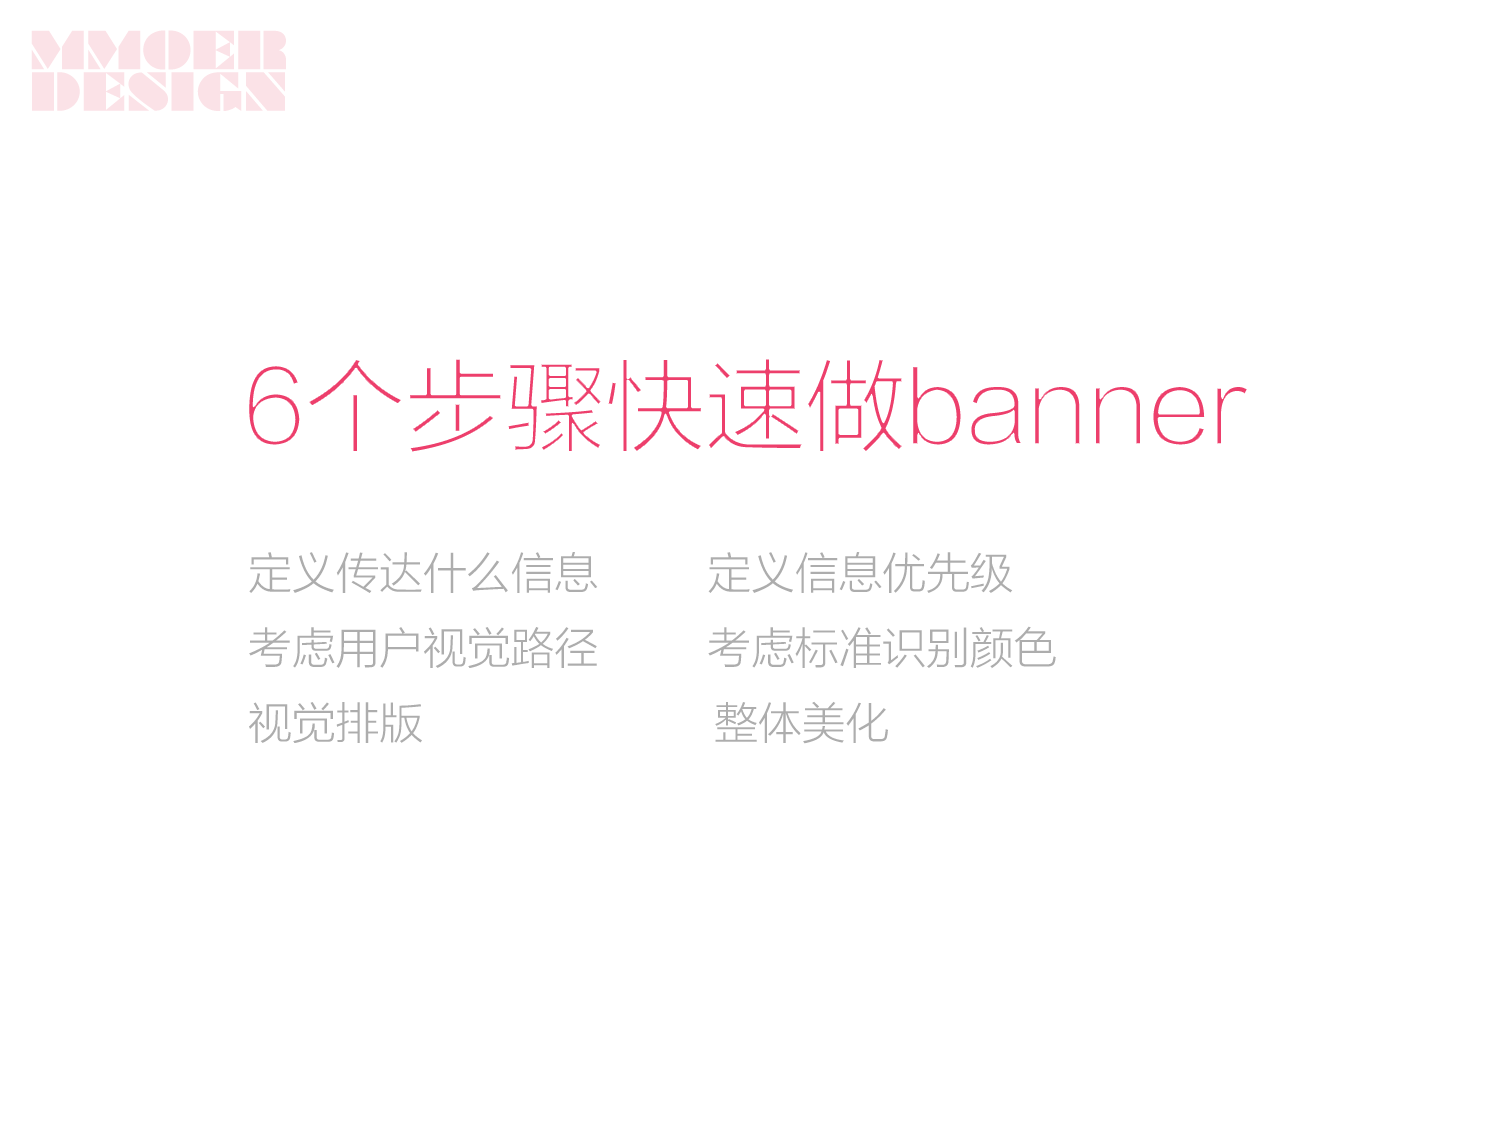 MMOER
DESIGN
6个步骤快速做banner
定义传达什么信息 定义信息优先级
考虑用户视觉路径 考虑标准识别颜色
视觉排版 整体美化